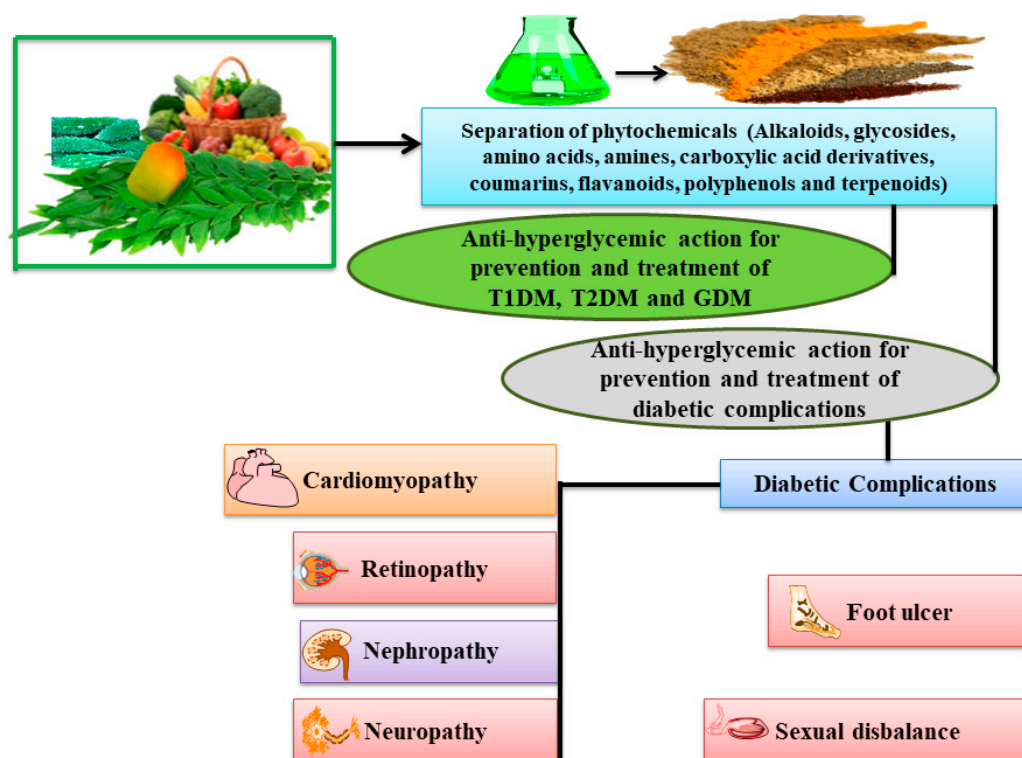 Separation of phytochemicals (Alkaloids, glycosides,
amino acids, amines, carboxylic acid derivatives,
coumarins, flavanoids, polyphenols and terpenoids)
Anti-hyperglycemic action for
prevention and treatment of
T1DM, T2DM and GDM
Anti-hyperglycemic action for
prevention and treatment of
diabetic complications
Cardiomyopathy
Diabetic Complications
Retinopathy
Foot ulcer
Nephropathy
Neuropathy
Sexual disbalance